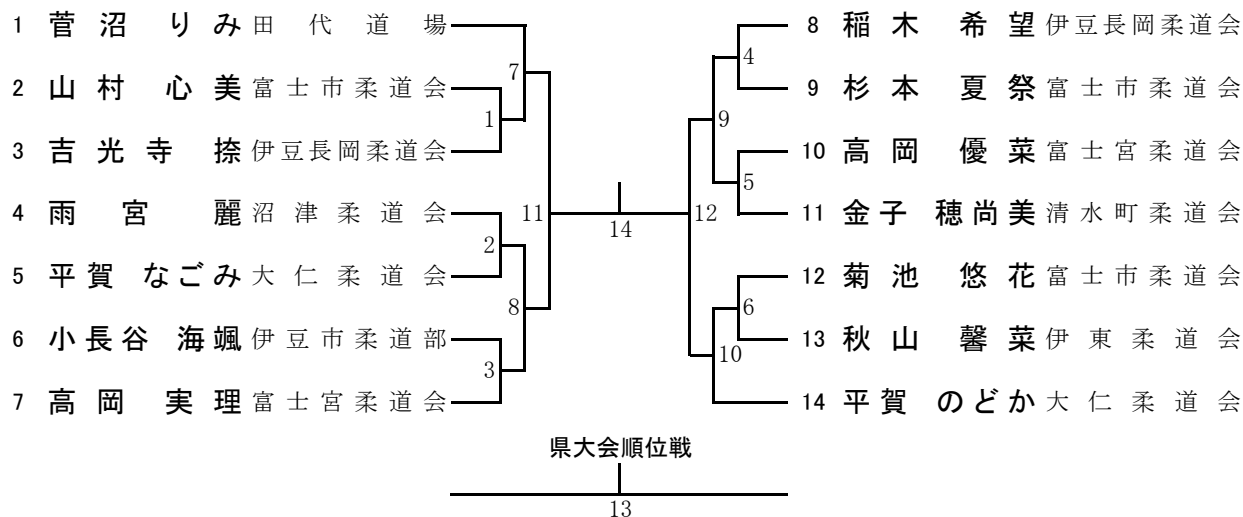 1 菅沼 りみ 田代道場
2 山村 心美 富士市柔道会
3 吉光寺 捺 伊豆長岡柔道会
4 雨宮 麗 沼津柔道会
5 平賀 なごみ 大仁柔道会
6 小長谷 海颯 伊豆市柔道部
7 高岡 実理 富士宮柔道会
7
1
2
8
3
11
14
8 稲木 希望 伊豆長岡柔道会
9 杉本 夏祭 富士市柔道会
10 高岡 優菜 富士宮柔道会
11 金子 穂尚美 清水町柔道会
12 菊池 悠花 富士市柔道会
13 秋山 馨菜 伊東柔道会
14 平賀 のどか 大仁柔道会
4
9
5
12
6
10
県大会順位戦
13